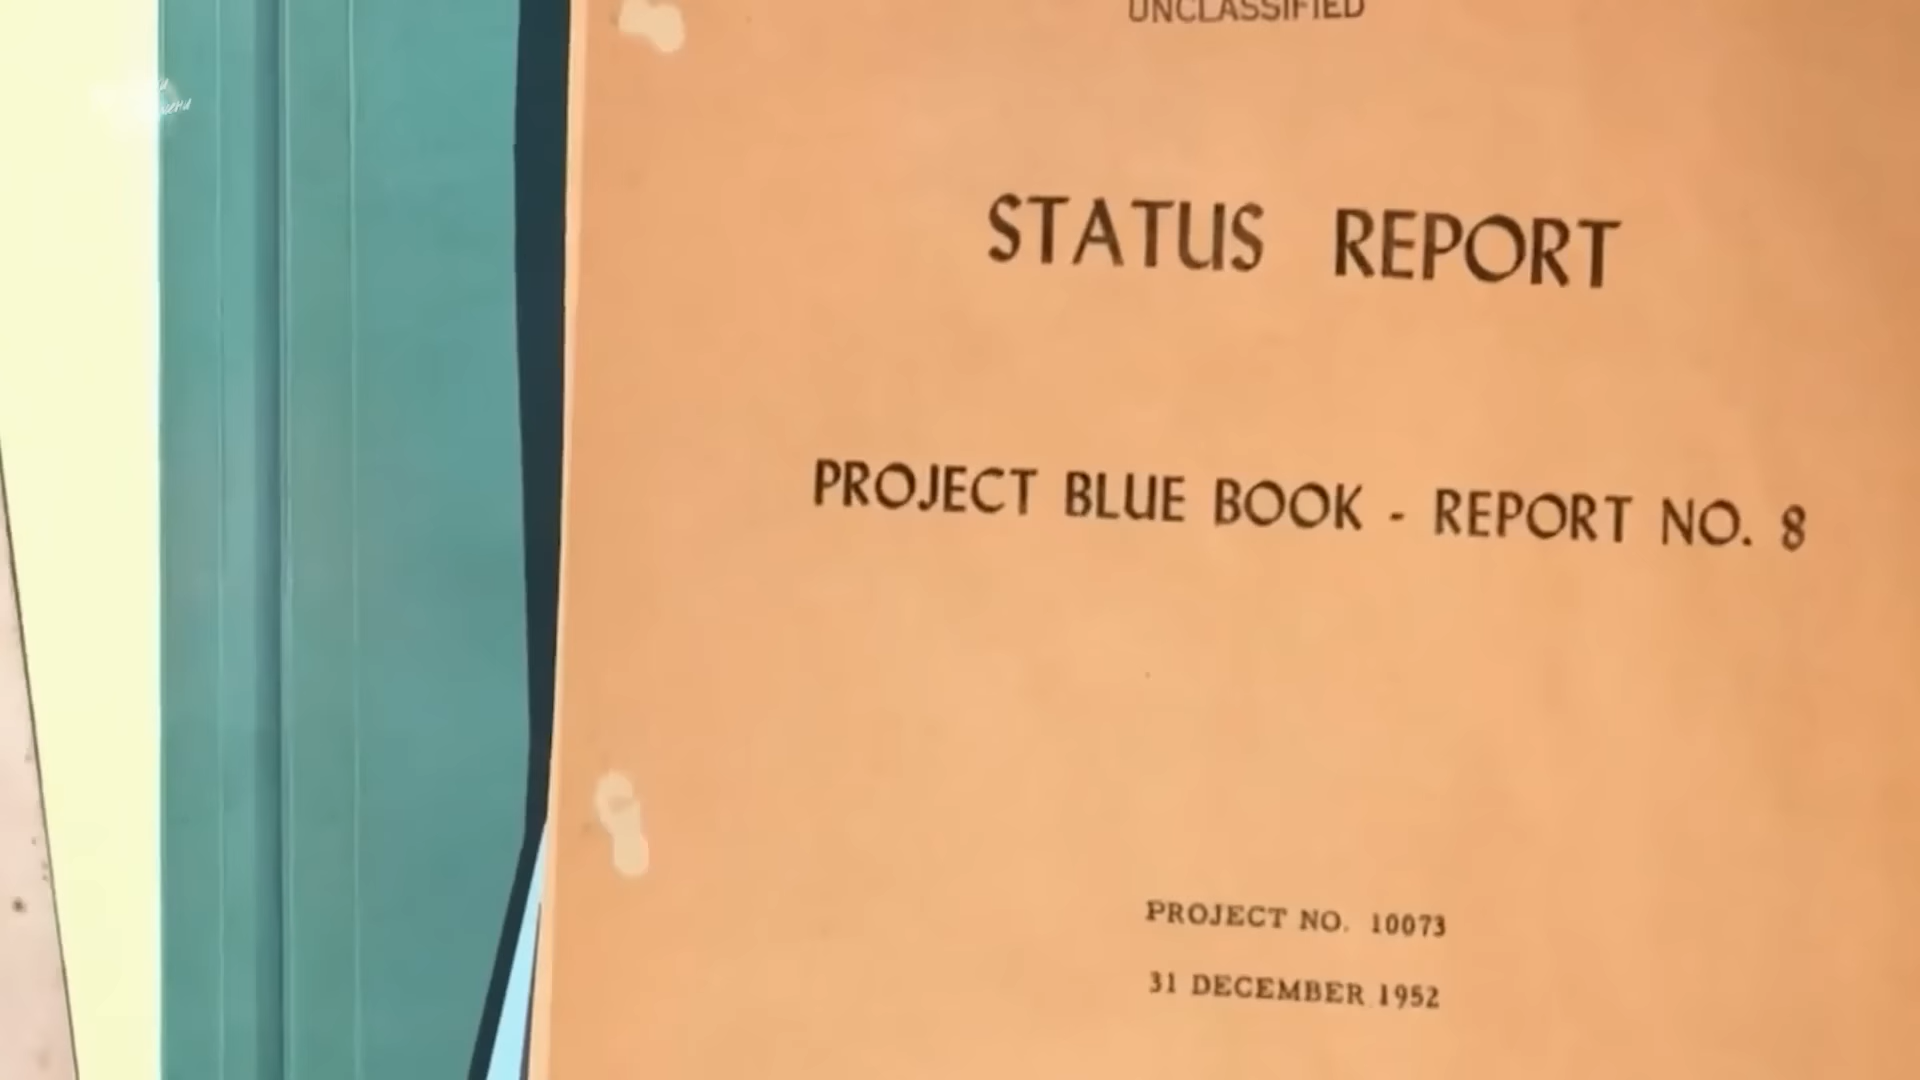 UNCLASSIFIED
STATUS REPORT
PROJECT BLUE BOOK - REPORT NO. 8
PROJECT NO. 10073
31 DECEMBER 1952